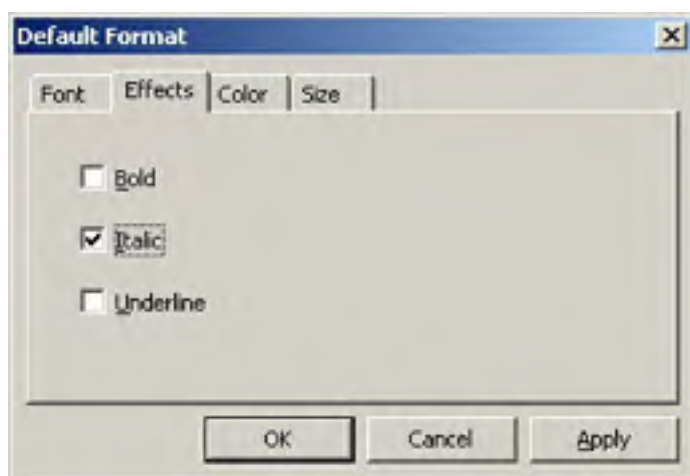 Default Format
Font Effects Color Size
Bold
Italic
Underline
OK Cancel Apply